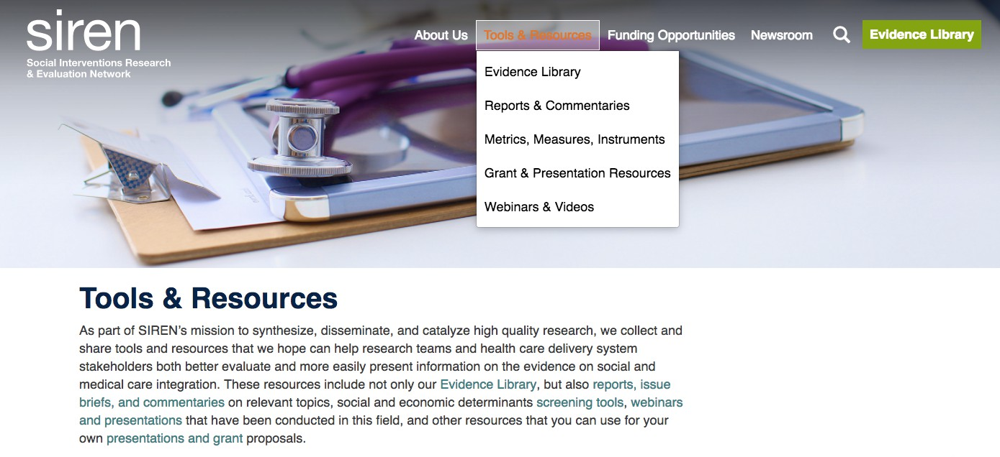 siren
Social Interventions Research
& Evaluation Network
About Us
Tools & Resources
Funding Opportunities
Newsroom
Evidence Library
Evidence Library
Reports & Commentaries
Metrics, Measures, Instruments
Grant & Presentation Resources
Webinars & Videos
Tools & Resources
As part of SIREN’s mission to synthesize, disseminate, and catalyze high quality research, we collect and
share tools and resources that we hope can help research teams and health care delivery system
stakeholders both better evaluate and more easily present information on the evidence on social and
medical care integration. These resources include not only our Evidence Library, but also reports, issue
briefs, and commentaries on relevant topics, social and economic determinants screening tools, webinars
and presentations that have been conducted in this field, and other resources that you can use for your
own presentations and grant proposals.